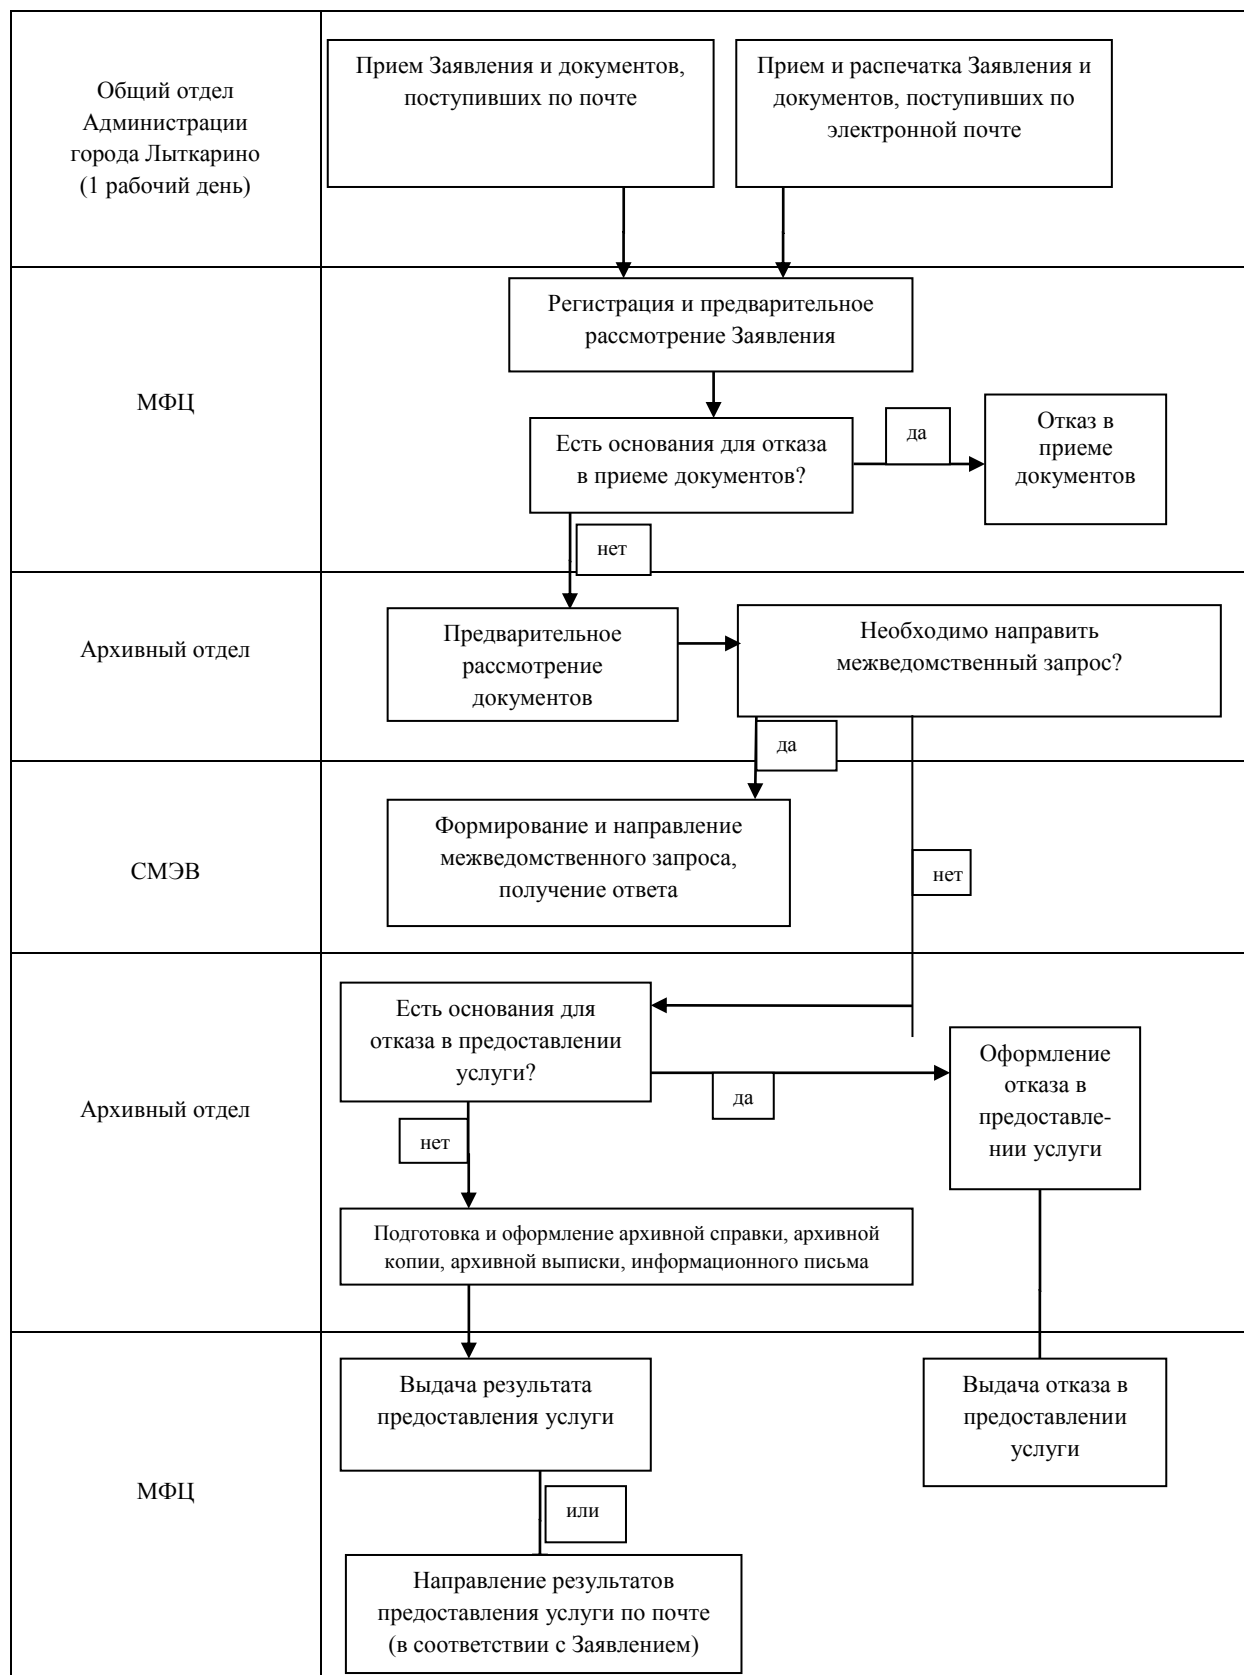 Общий отдел
Администрации
города Лыткарино
(1 рабочий день)
Прием Заявления и документов,
поступивших по почте
Прием и распечатка Заявления и
документов, поступивших по
электронной почте
МФЦ
Регистрация и предварительное
рассмотрение Заявления
Есть основания для отказа
в приеме документов?
да
Отказ в
приеме
документов
нет
Архивный отдел
Предварительное
рассмотрение
документов
Необходимо направить
межведомственный запрос?
да
СМЭВ
Формирование и направление
межведомственного запроса,
получение ответа
нет
Архивный отдел
Есть основания для
отказа в предоставлении
услуги?
да
Оформление
отказа в
предоставле-
нии услуги
нет
Подготовка и оформление архивной справки, архивной
копии, архивной выписки, информационного письма
МФЦ
Выдача результата
предоставления услуги
Выдача отказа в
предоставлении
услуги
или
Направление результатов
предоставления услуги по почте
(в соответствии с Заявлением)